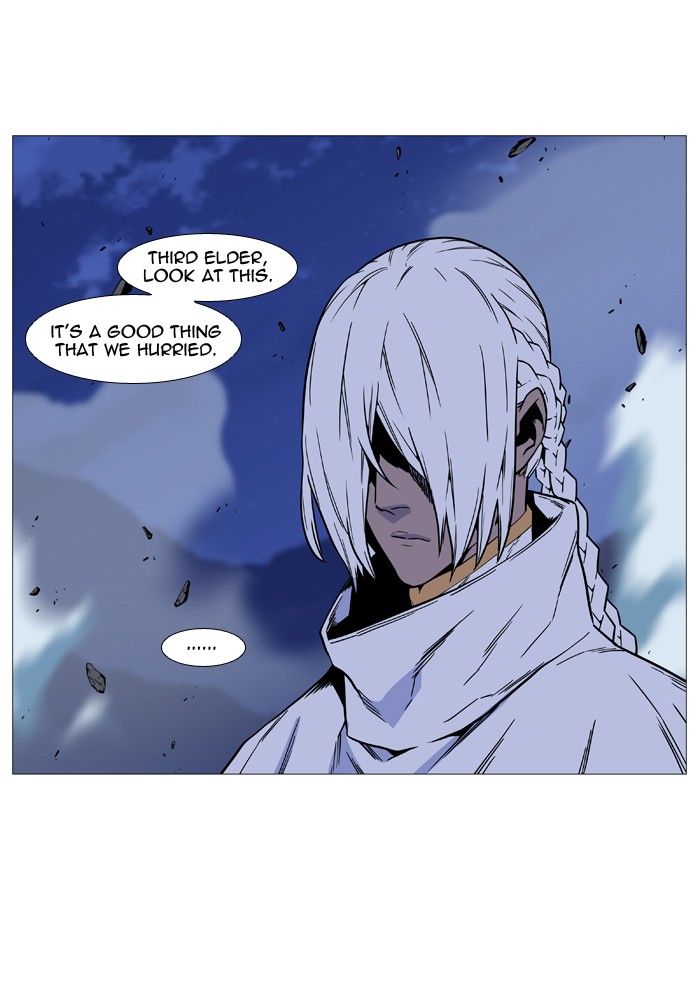 THIRD ELDER,
LOOK AT THIS.
IT'S A GOOD THING
THAT WE HURRIED.
......